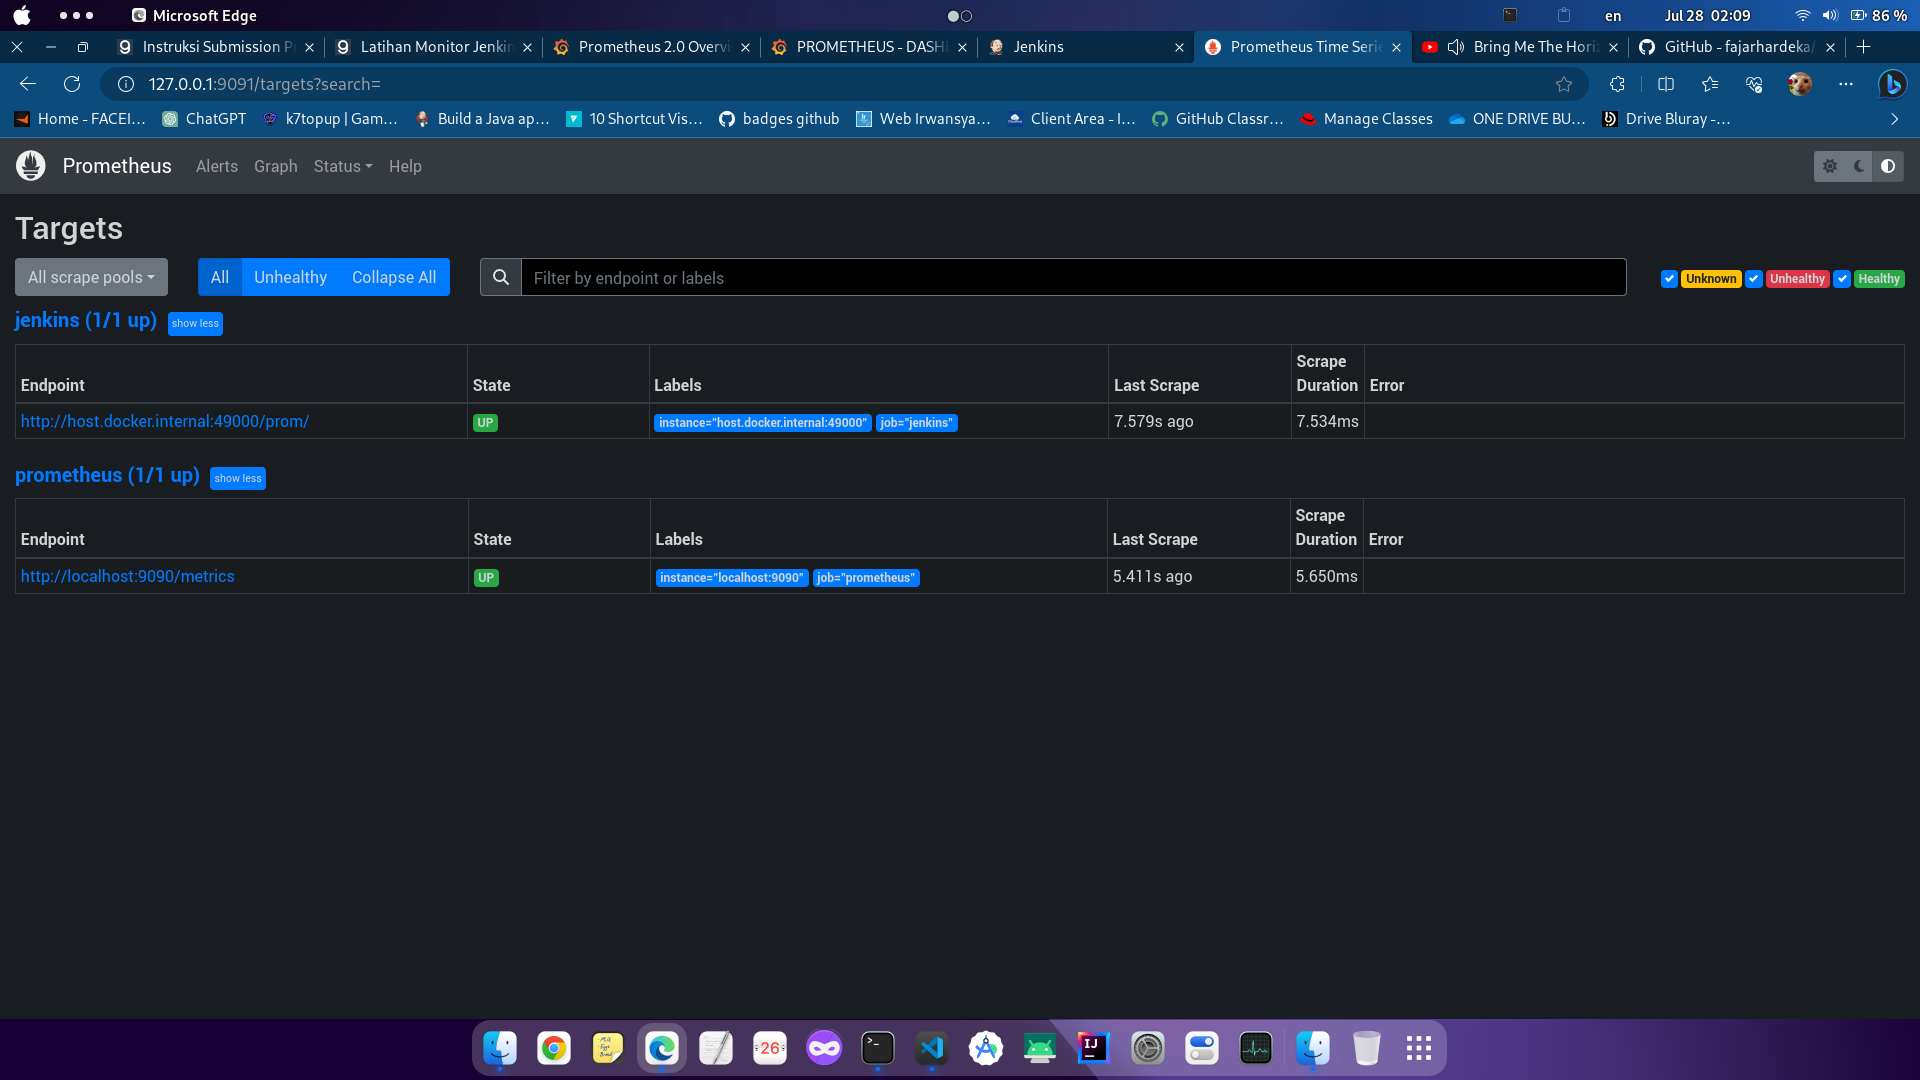 Microsoft Edge
en
Jul 28 02:09
86 %
Instruksi Submission P
Latihan Monitor Jenkin
Prometheus 2.0 Overvi
PROMETHEUS - DASHB
Jenkins
Prometheus Time Serie
Bring Me The Horiz
GitHub - fajarhardeka/
127.0.0.1:9091/targets?search=
Home - FACEI...
ChatGPT
k7topup | Gam...
Build a Java ap...
10 Shortcut Vis...
badges github
Web Irwansya...
Client Area - I...
GitHub Classr...
Manage Classes
ONE DRIVE BU...
Drive Bluray -...
Prometheus Alerts Graph Status Help
Targets
All scrape pools
All Unhealthy Collapse All
Filter by endpoint or labels
Unknown Unhealthy Healthy
jenkins (1/1 up) show less
Endpoint State Labels Last Scrape Scrape Duration Error
http://host.docker.internal:49000/prom/ UP instance="host.docker.internal:49000" job="jenkins" 7.579s ago 7.534ms
prometheus (1/1 up) show less
Endpoint State Labels Last Scrape Scrape Duration Error
http://localhost:9090/metrics UP instance="localhost:9090" job="prometheus" 5.411s ago 5.650ms
26
IJ